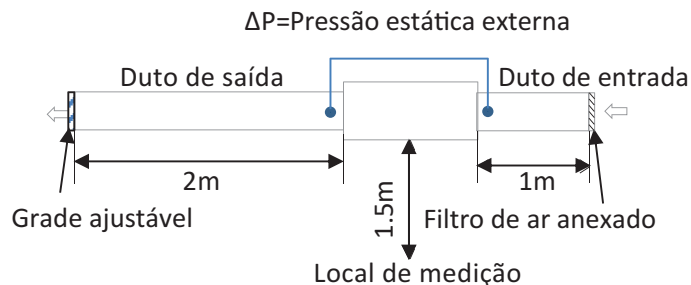 ΔP=Pressão estática externa
Duto de saída
Duto de entrada
2m
1.5m
1m
Grade ajustável
Filtro de ar anexado
Local de medição